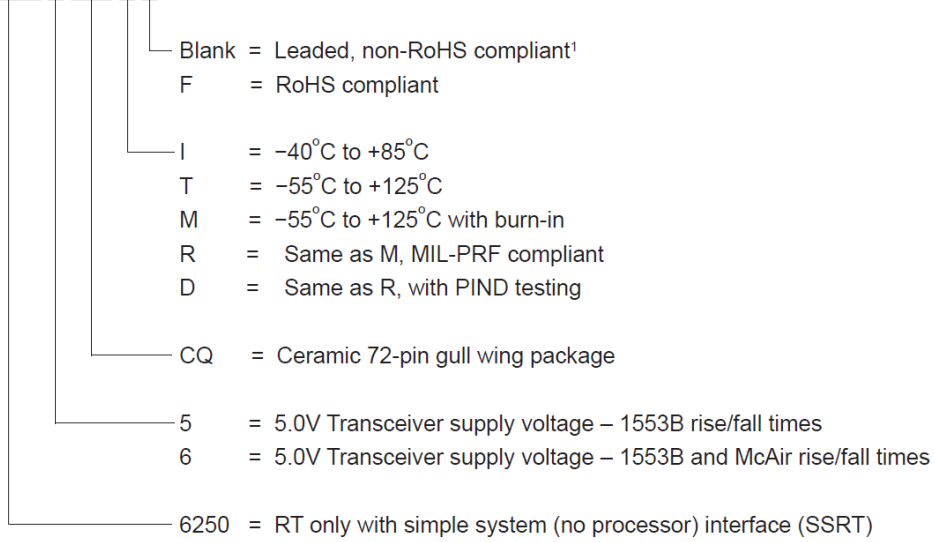 Blank = Leaded, non-RoHS compliant¹
F = RoHS compliant
I = −40°C to +85°C
T = −55°C to +125°C
M = −55°C to +125°C with burn-in
R = Same as M, MIL-PRF compliant
D = Same as R, with PIND testing
CQ = Ceramic 72-pin gull wing package
5 = 5.0V Transceiver supply voltage – 1553B rise/fall times
6 = 5.0V Transceiver supply voltage – 1553B and McAir rise/fall times
6250 = RT only with simple system (no processor) interface (SSRT)